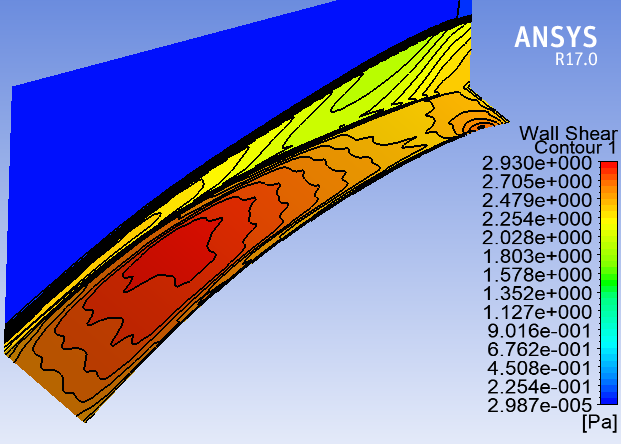 ANSYS
R17.0
Wall Shear
Contour 1
2.930e+000
2.705e+000
2.479e+000
2.254e+000
2.028e+000
1.803e+000
1.578e+000
1.352e+000
1.127e+000
9.016e-001
6.762e-001
4.508e-001
2.254e-001
2.987e-005
[Pa]